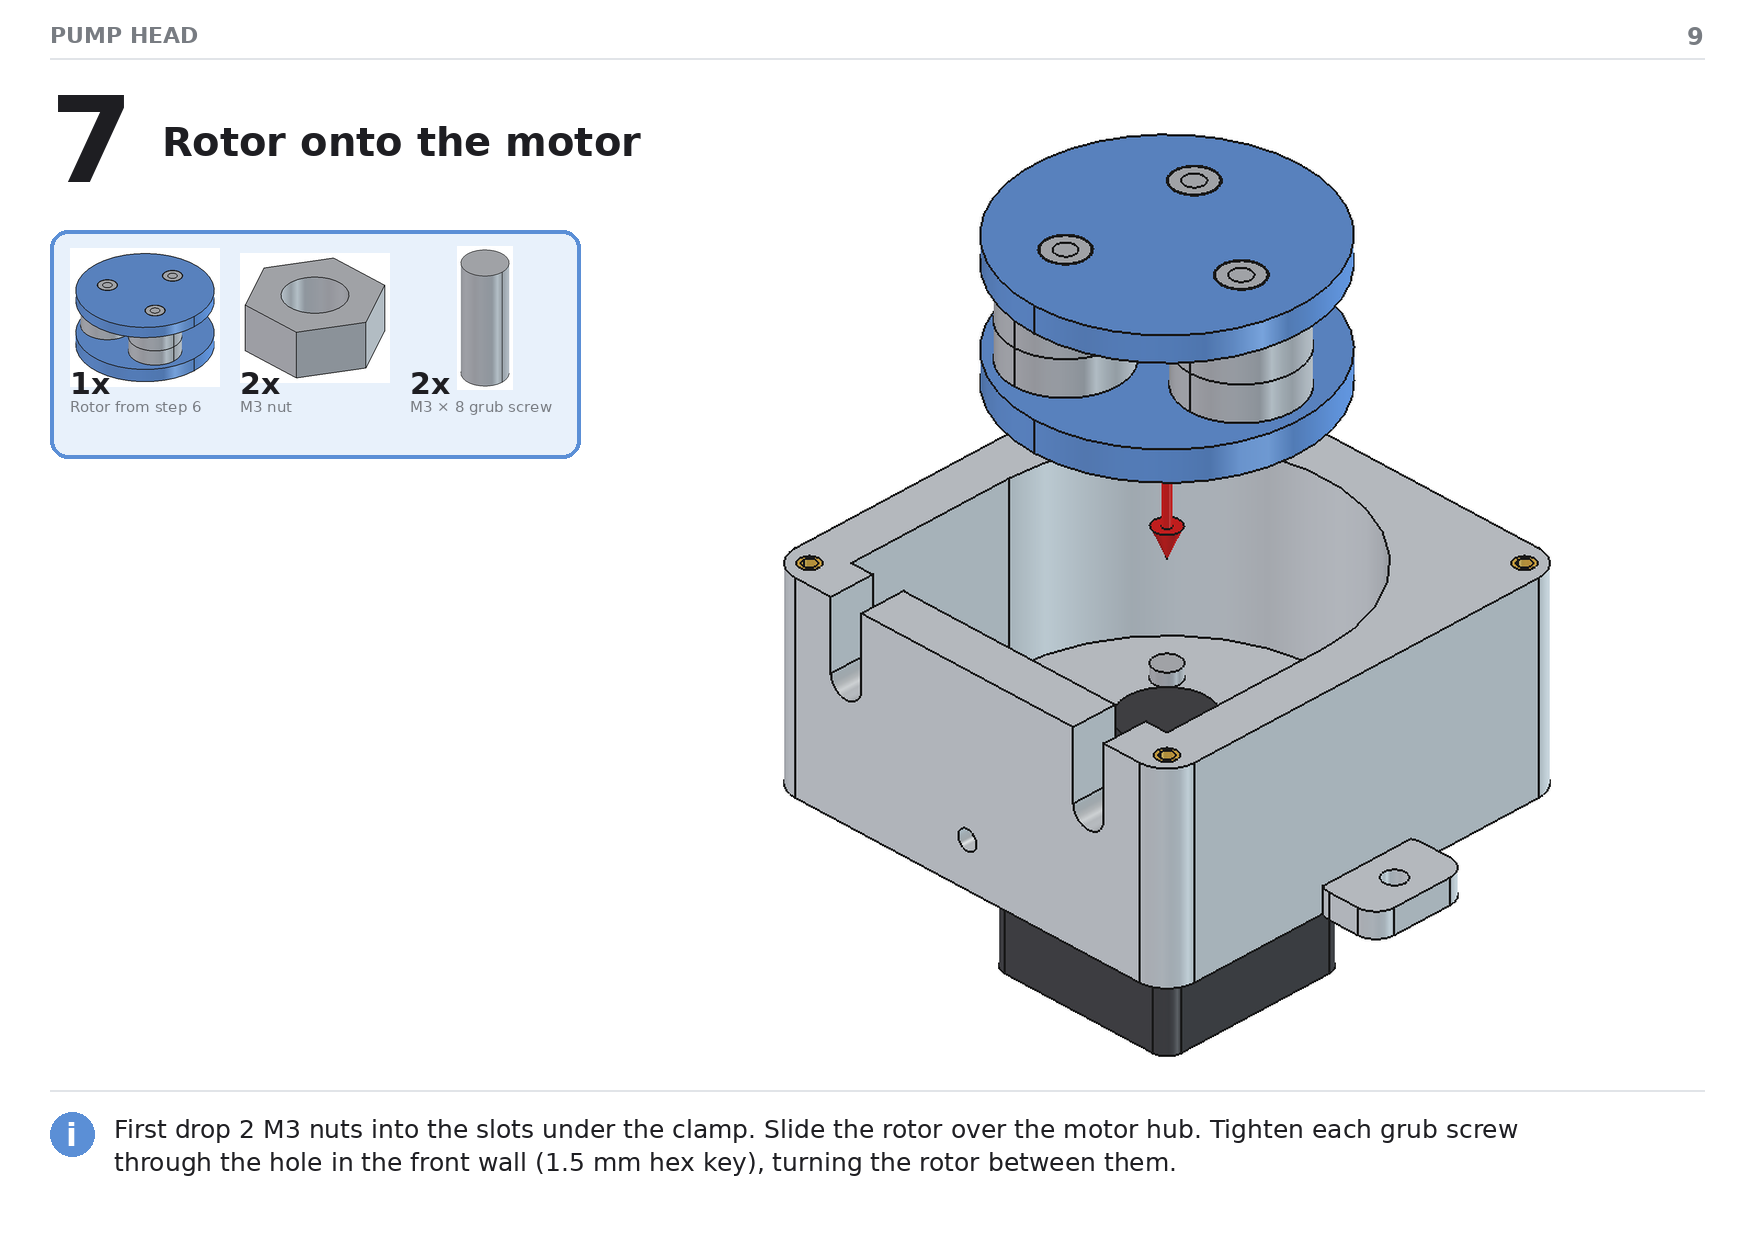 PUMP HEAD
9
7
Rotor onto the motor
1x
2x
2x
Rotor from step 6
M3 nut
M3 × 8 grub screw
i
First drop 2 M3 nuts into the slots under the clamp. Slide the rotor over the motor hub. Tighten each grub screw
through the hole in the front wall (1.5 mm hex key), turning the rotor between them.